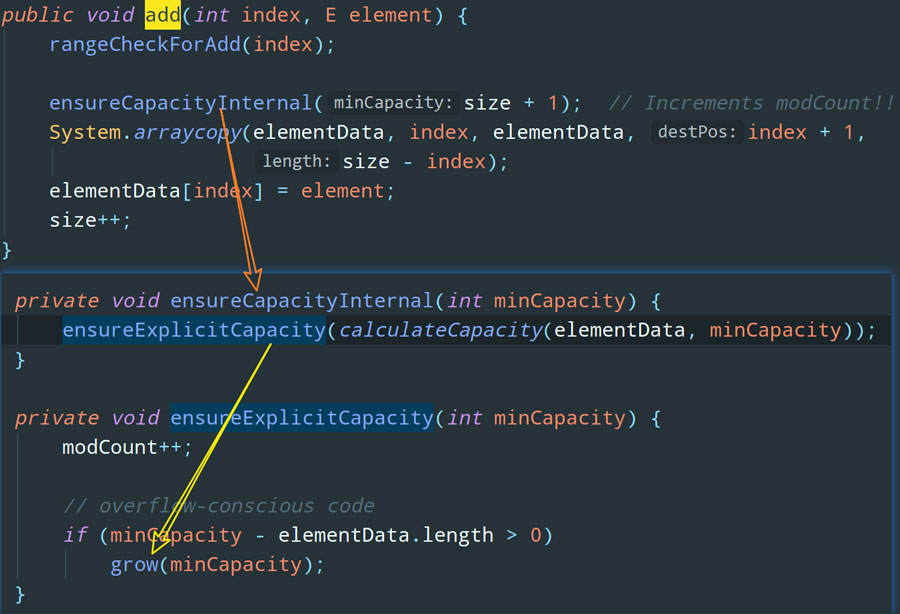 public void add(int index, E element) {
rangeCheckForAdd(index);
ensureCapacityInternal( minCapacity: size + 1); // Increments modCount!!
System.arraycopy(elementData, index, elementData, destPos: index + 1,
length: size - index);
elementData[index] = element;
size++;
}
private void ensureCapacityInternal(int minCapacity) {
ensureExplicitCapacity(calculateCapacity(elementData, minCapacity));
}
private void ensureExplicitCapacity(int minCapacity) {
modCount++;
// overflow-conscious code
if (minCapacity - elementData.length > 0)
grow(minCapacity);
}